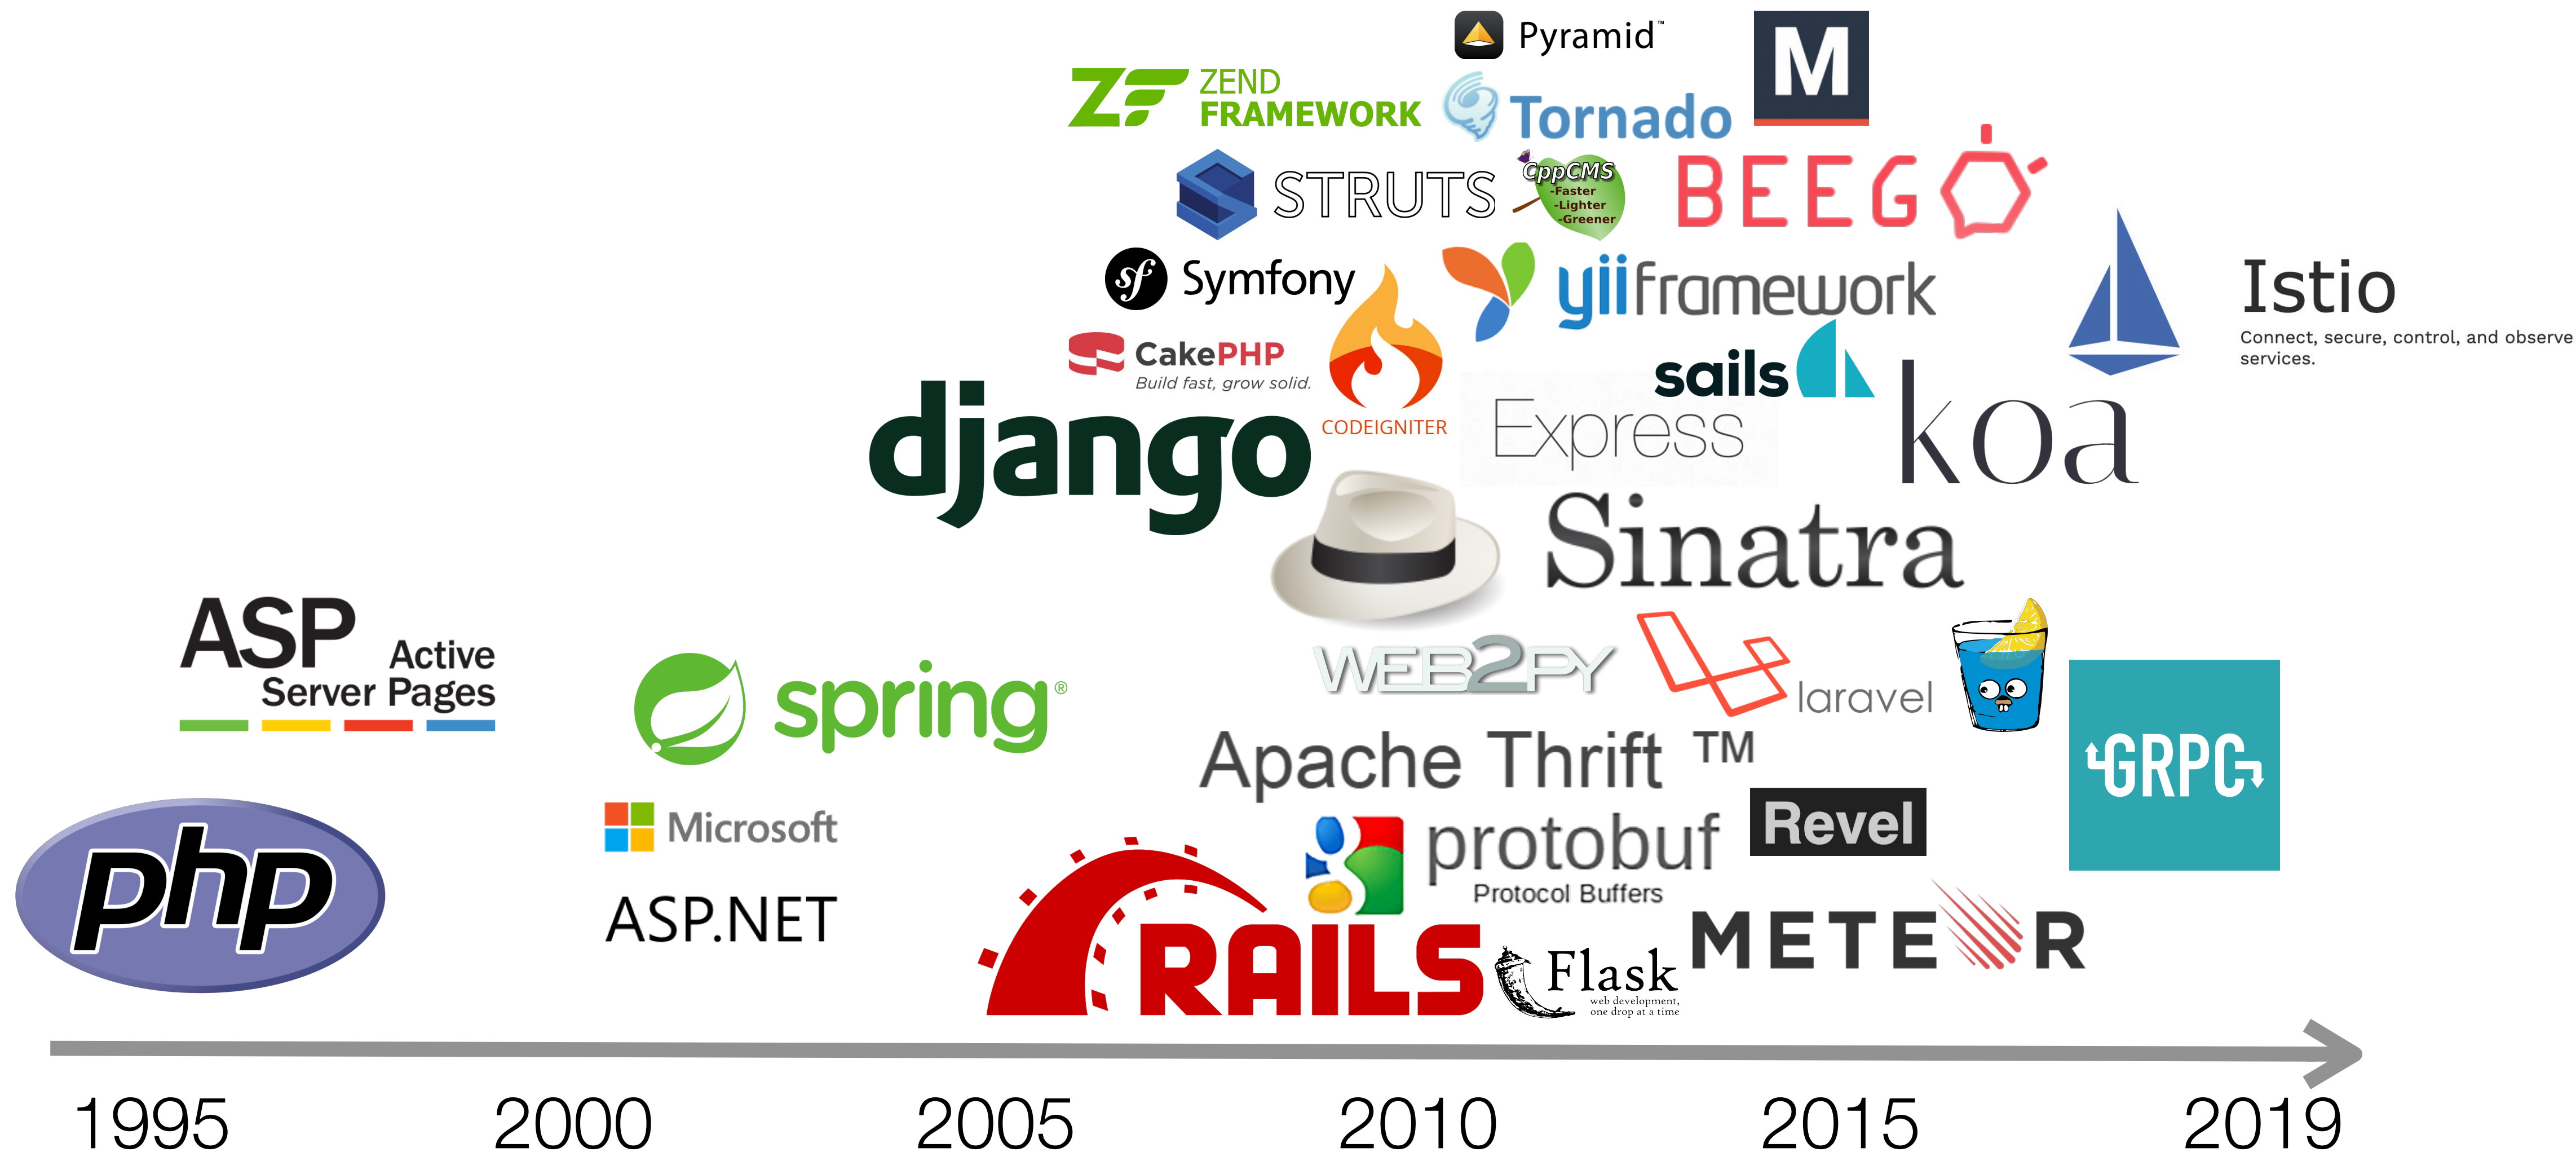 Pyramid™
M
ZEND
FRAMEWORK
Tornado
STRUTS
CppCMS
-Faster
-Lighter
-Greener
BEEGO
sf Symfony
yiiframework
Istio
Connect, secure, control, and observe
services.
CakePHP
Build fast, grow solid.
CODEIGNITER
sails
Express
koa
django
Sinatra
ASP Active
Server Pages
spring®
WEB2PY
laravel
Apache Thrift ™
GRPC
Microsoft
ASP.NET
php
protobuf
Protocol Buffers
Revel
RAILS
Flask
web development,
one drop at a time
METEOR
1995 2000 2005 2010 2015 2019